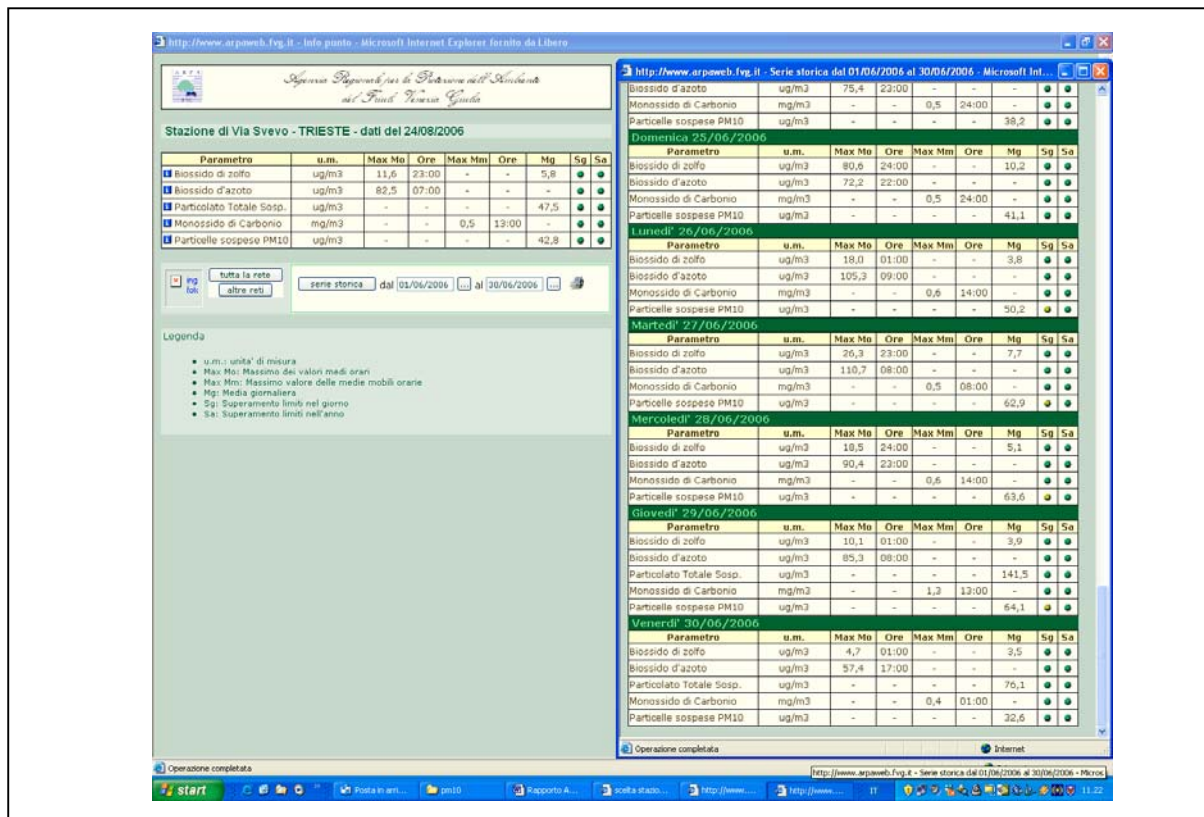 http://www.arpaweb.fvg.it - Info punto - Microsoft Internet Explorer fornito da Libero
A R P A
Agenzia Regionale per la Protezione dell'Ambiente
del Friuli Venezia Giulia
Stazione di Via Svevo - TRIESTE - dati del 24/08/2006
Parametro u.m. Max Mo Ore Max Mm Ore Mg Sg Sa
Biossido di zolfo ug/m3 11,6 23:00 - - 5,8
Biossido d'azoto ug/m3 82,5 07:00 - - -
Particolato Totale Sosp. ug/m3 - - - - 47,5
Monossido di Carbonio mg/m3 - - 0,5 13:00 -
Particelle sospese PM10 ug/m3 - - - - 42,8
ing
tutta la rete
altre reti
serie storica dal 01/06/2006 ... al 30/06/2006 ...
Legenda
u.m.: unita' di misura
Max Mo: Massimo dei valori medi orari
Max Mm: Massimo valore delle medie mobili orarie
Mg: Media giornaliera
Sg: Superamento limiti nel giorno
Sa: Superamento limiti nell'anno
http://www.arpaweb.fvg.it - Serie storica dal 01/06/2006 al 30/06/2006 - Microsoft Int...
Biossido d'azoto ug/m3 75,4 23:00 - - -
Monossido di Carbonio mg/m3 - - 0,5 24:00 -
Particelle sospese PM10 ug/m3 - - - - 38,2
Domenica 25/06/2006
Parametro u.m. Max Mo Ore Max Mm Ore Mg Sg Sa
Biossido di zolfo ug/m3 80,6 24:00 - - 10,2
Biossido d'azoto ug/m3 72,2 22:00 - - -
Monossido di Carbonio mg/m3 - - 0,5 24:00 -
Particelle sospese PM10 ug/m3 - - - - 41,1
Lunedi' 26/06/2006
Parametro u.m. Max Mo Ore Max Mm Ore Mg Sg Sa
Biossido di zolfo ug/m3 18,0 01:00 - - 3,8
Biossido d'azoto ug/m3 105,3 09:00 - - -
Monossido di Carbonio mg/m3 - - 0,6 14:00 -
Particelle sospese PM10 ug/m3 - - - - 50,2
Martedi' 27/06/2006
Parametro u.m. Max Mo Ore Max Mm Ore Mg Sg Sa
Biossido di zolfo ug/m3 26,3 23:00 - - 7,7
Biossido d'azoto ug/m3 110,7 08:00 - - -
Monossido di Carbonio mg/m3 - - 0,5 08:00 -
Particelle sospese PM10 ug/m3 - - - - 62,9
Mercoledi' 28/06/2006
Parametro u.m. Max Mo Ore Max Mm Ore Mg Sg Sa
Biossido di zolfo ug/m3 18,5 24:00 - - 5,1
Biossido d'azoto ug/m3 90,4 23:00 - - -
Monossido di Carbonio mg/m3 - - 0,6 14:00 -
Particelle sospese PM10 ug/m3 - - - - 63,6
Giovedi' 29/06/2006
Parametro u.m. Max Mo Ore Max Mm Ore Mg Sg Sa
Biossido di zolfo ug/m3 10,1 01:00 - - 3,9
Biossido d'azoto ug/m3 85,3 08:00 - - -
Particolato Totale Sosp. ug/m3 - - - - 141,5
Monossido di Carbonio mg/m3 - - 1,3 13:00 -
Particelle sospese PM10 ug/m3 - - - - 64,1
Venerdi' 30/06/2006
Parametro u.m. Max Mo Ore Max Mm Ore Mg Sg Sa
Biossido di zolfo ug/m3 4,7 01:00 - - 3,5
Biossido d'azoto ug/m3 57,4 17:00 - - -
Particolato Totale Sosp. ug/m3 - - - - 76,1
Monossido di Carbonio mg/m3 - - 0,4 01:00 -
Particelle sospese PM10 ug/m3 - - - - 32,6
Operazione completata Internet
Operazione completata
http://www.arpaweb.fvg.it - Serie storica dal 01/06/2006 al 30/06/2006 - Micros
start Posta in arri... pm10 Rapporto A... scelta stazio... http://www.... http://www.... IT 11.22